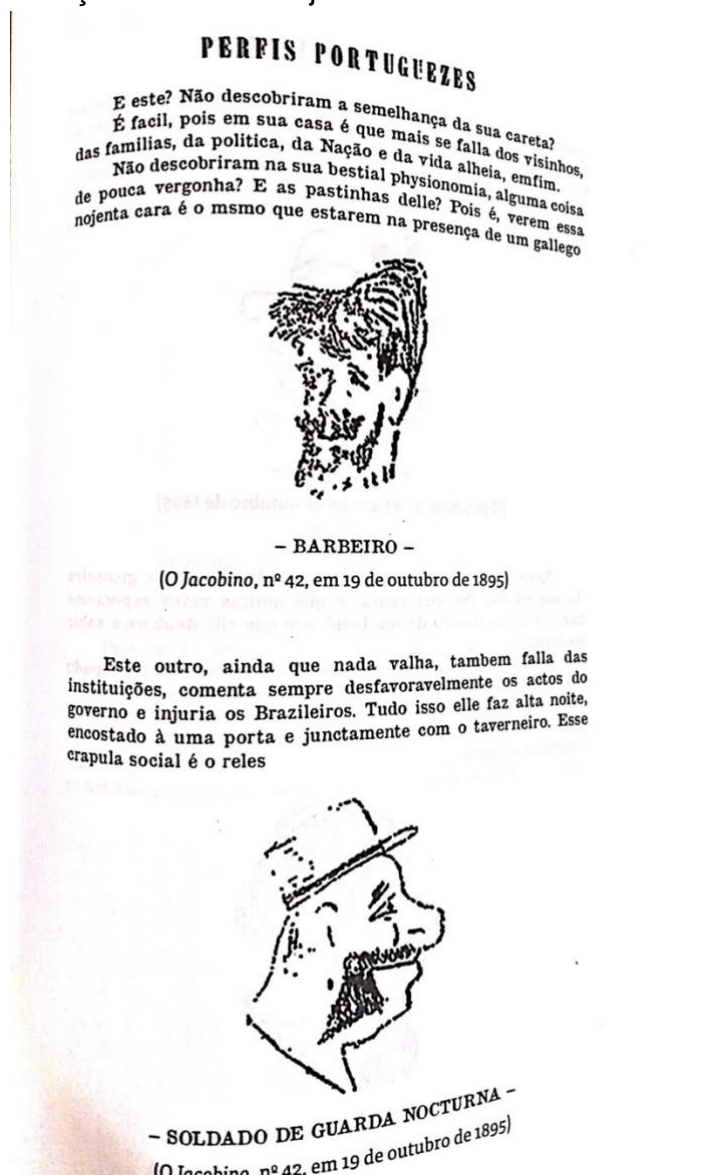 PERFIS PORTUGUEZES
E este? Não descobriram a semelhança da sua careta?
É facil, pois em sua casa é que mais se falla dos visinhos,
das familias, da politica, da Nação e da vida alheia, emfim.
Não descobriram na sua bestial physionomia, alguma coisa
de pouca vergonha? E as pastinhas delle? Pois é, verem essa
nojenta cara é o msmo que estarem na presença de um gallego
– BARBEIRO –
(O Jacobino, nº 42, em 19 de outubro de 1895)
Este outro, ainda que nada valha, tambem falla das
instituições, comenta sempre desfavoravelmente os actos do
governo e injuria os Brazileiros. Tudo isso elle faz alta noite,
encostado à uma porta e junctamente com o taverneiro. Esse
crapula social é o reles
– SOLDADO DE GUARDA NOCTURNA –
(O Jacobino, nº 42, em 19 de outubro de 1895)